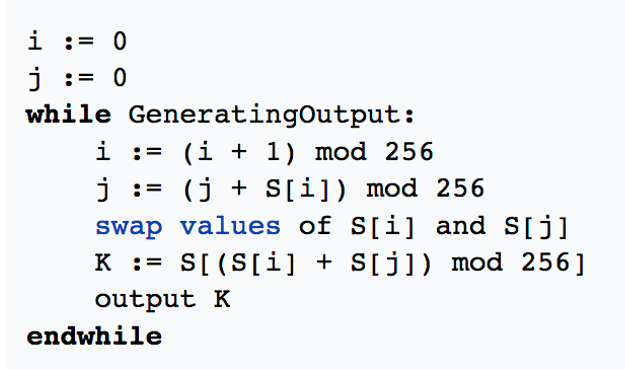 i := 0
j := 0
while GeneratingOutput:
    i := (i + 1) mod 256
    j := (j + S[i]) mod 256
    swap values of S[i] and S[j]
    K := S[(S[i] + S[j]) mod 256]
    output K
endwhile